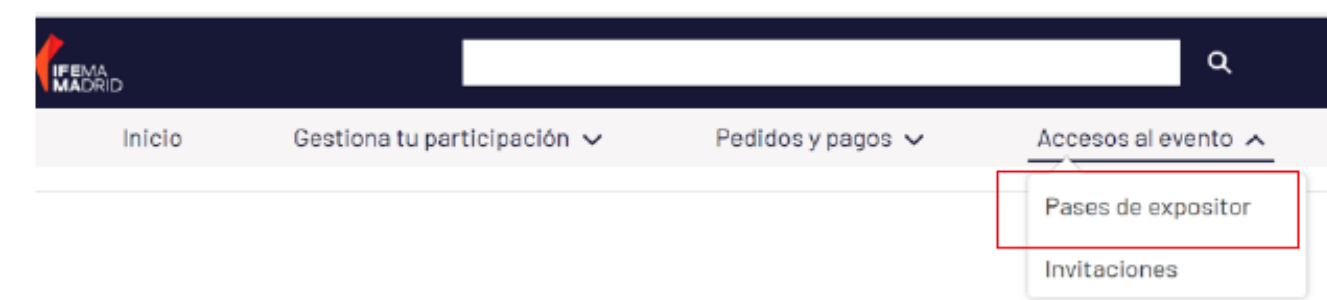 IFEMA
MADRID
Inicio Gestiona tu participación Pedidos y pagos Accesos al evento
Pases de expositor
Invitaciones